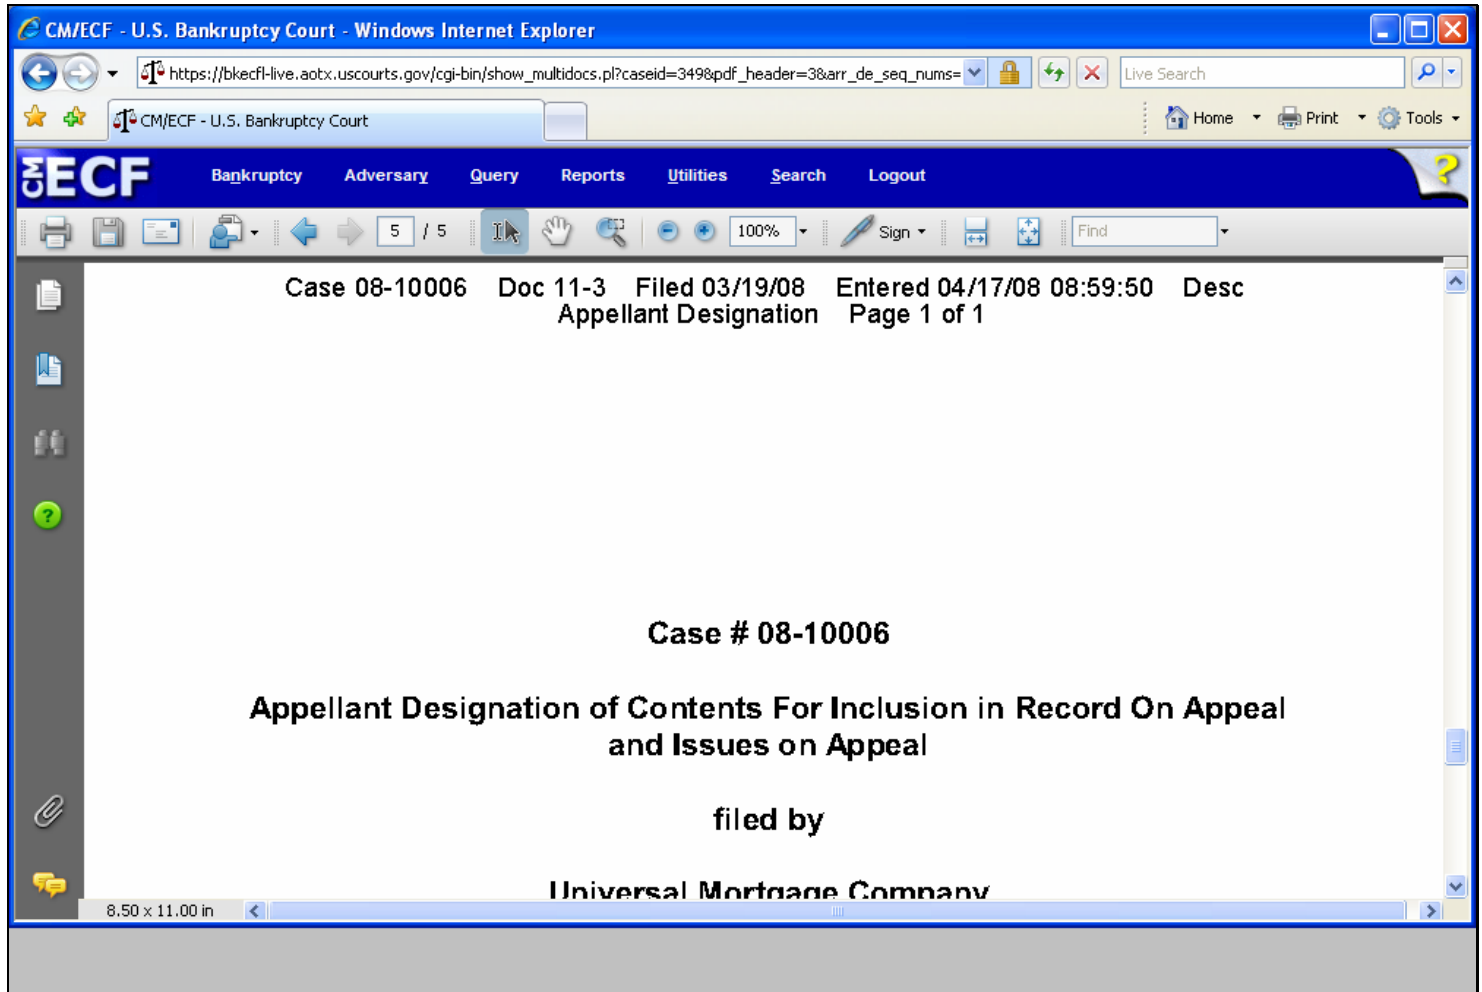 CM/ECF - U.S. Bankruptcy Court - Windows Internet Explorer
https://bkecfl-live.aotx.uscourts.gov/cgi-bin/show_multidocs.pl?caseid=349&pdf_header=3&arr_de_seq_nums= Live Search
CM/ECF - U.S. Bankruptcy Court Home Print Tools
CM/ECF Bankruptcy Adversary Query Reports Utilities Search Logout ?
5 / 5 100% Sign Find
Case 08-10006 Doc 11-3 Filed 03/19/08 Entered 04/17/08 08:59:50 Desc
Appellant Designation Page 1 of 1
Case # 08-10006
Appellant Designation of Contents For Inclusion in Record On Appeal
and Issues on Appeal
filed by
Universal Mortgage Company
8.50 x 11.00 in